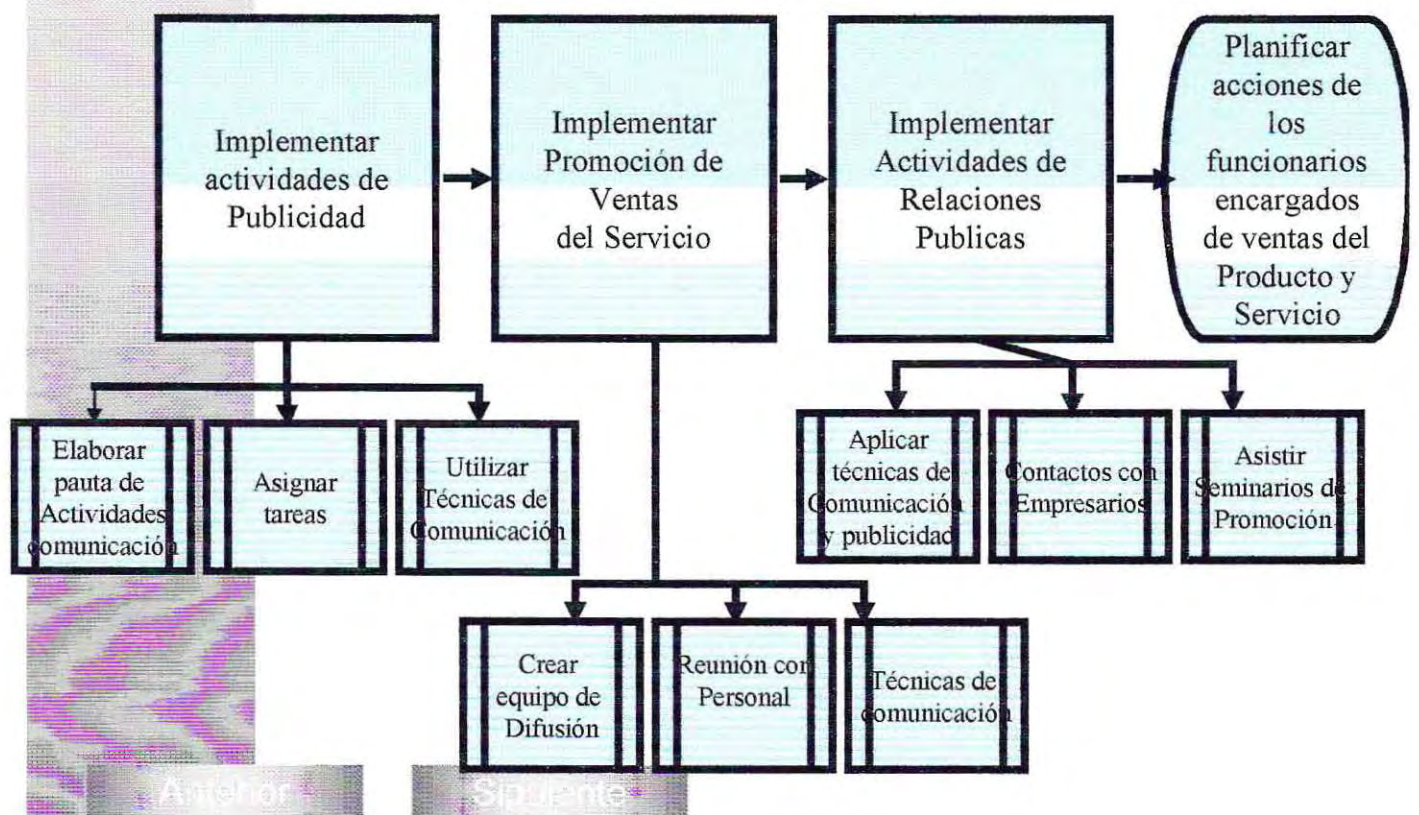 Implementar
actividades de
Publicidad
Implementar
Promoción de
Ventas
del Servicio
Implementar
Actividades de
Relaciones
Publicas
Planificar
acciones de
los
funcionarios
encargados
de ventas del
Producto y
Servicio
Elaborar
pauta de
Actividades
comunicación
Asignar
tareas
Utilizar
Técnicas de
Comunicación
Aplicar
técnicas de
Comunicación
y publicidad
Contactos con
Empresarios
Asistir
Seminarios de
Promoción
Crear
equipo de
Difusión
Reunión con
Personal
Técnicas de
comunicación
Anterior
Siguiente